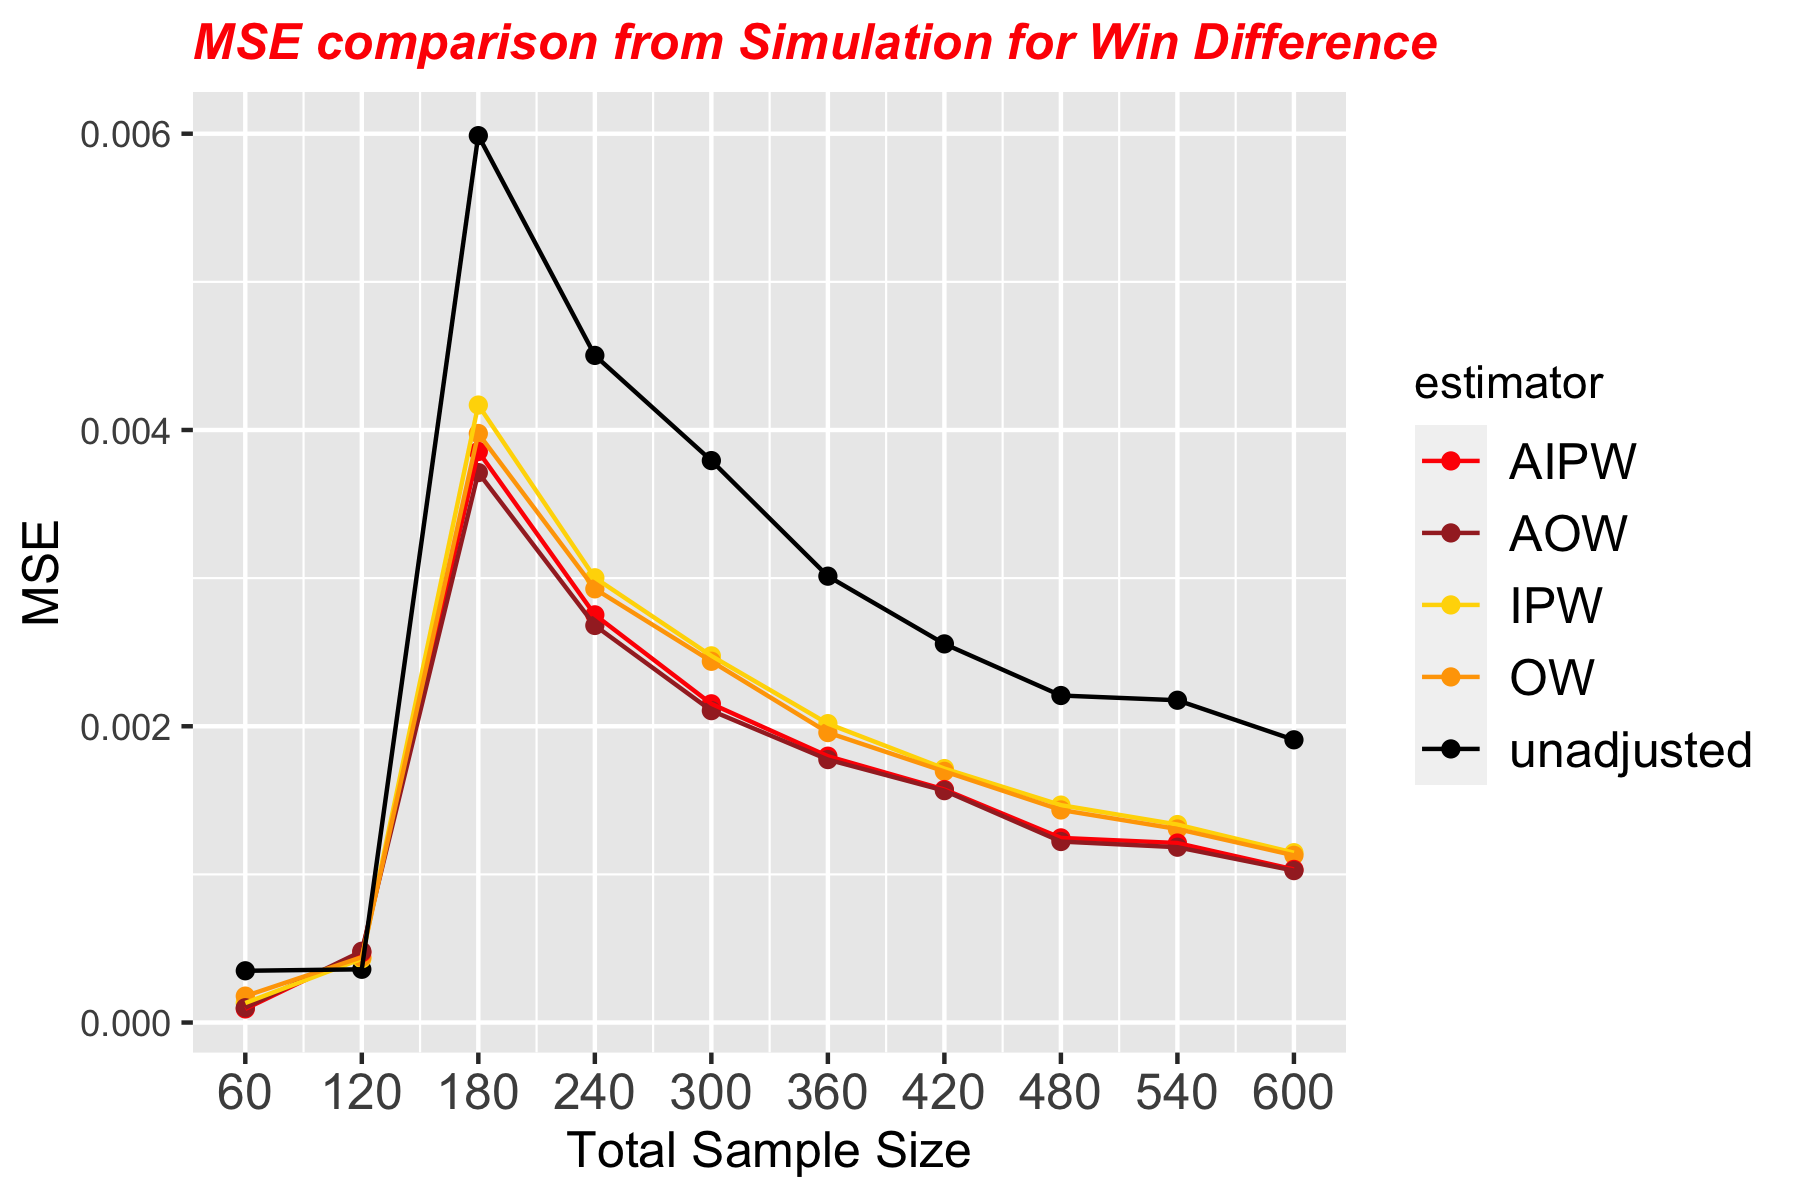 MSE comparison from Simulation for Win Difference
0.006
0.004
0.002
0.000
MSE
60 120 180 240 300 360 420 480 540 600
Total Sample Size
estimator
AIPW
AOW
IPW
OW
unadjusted